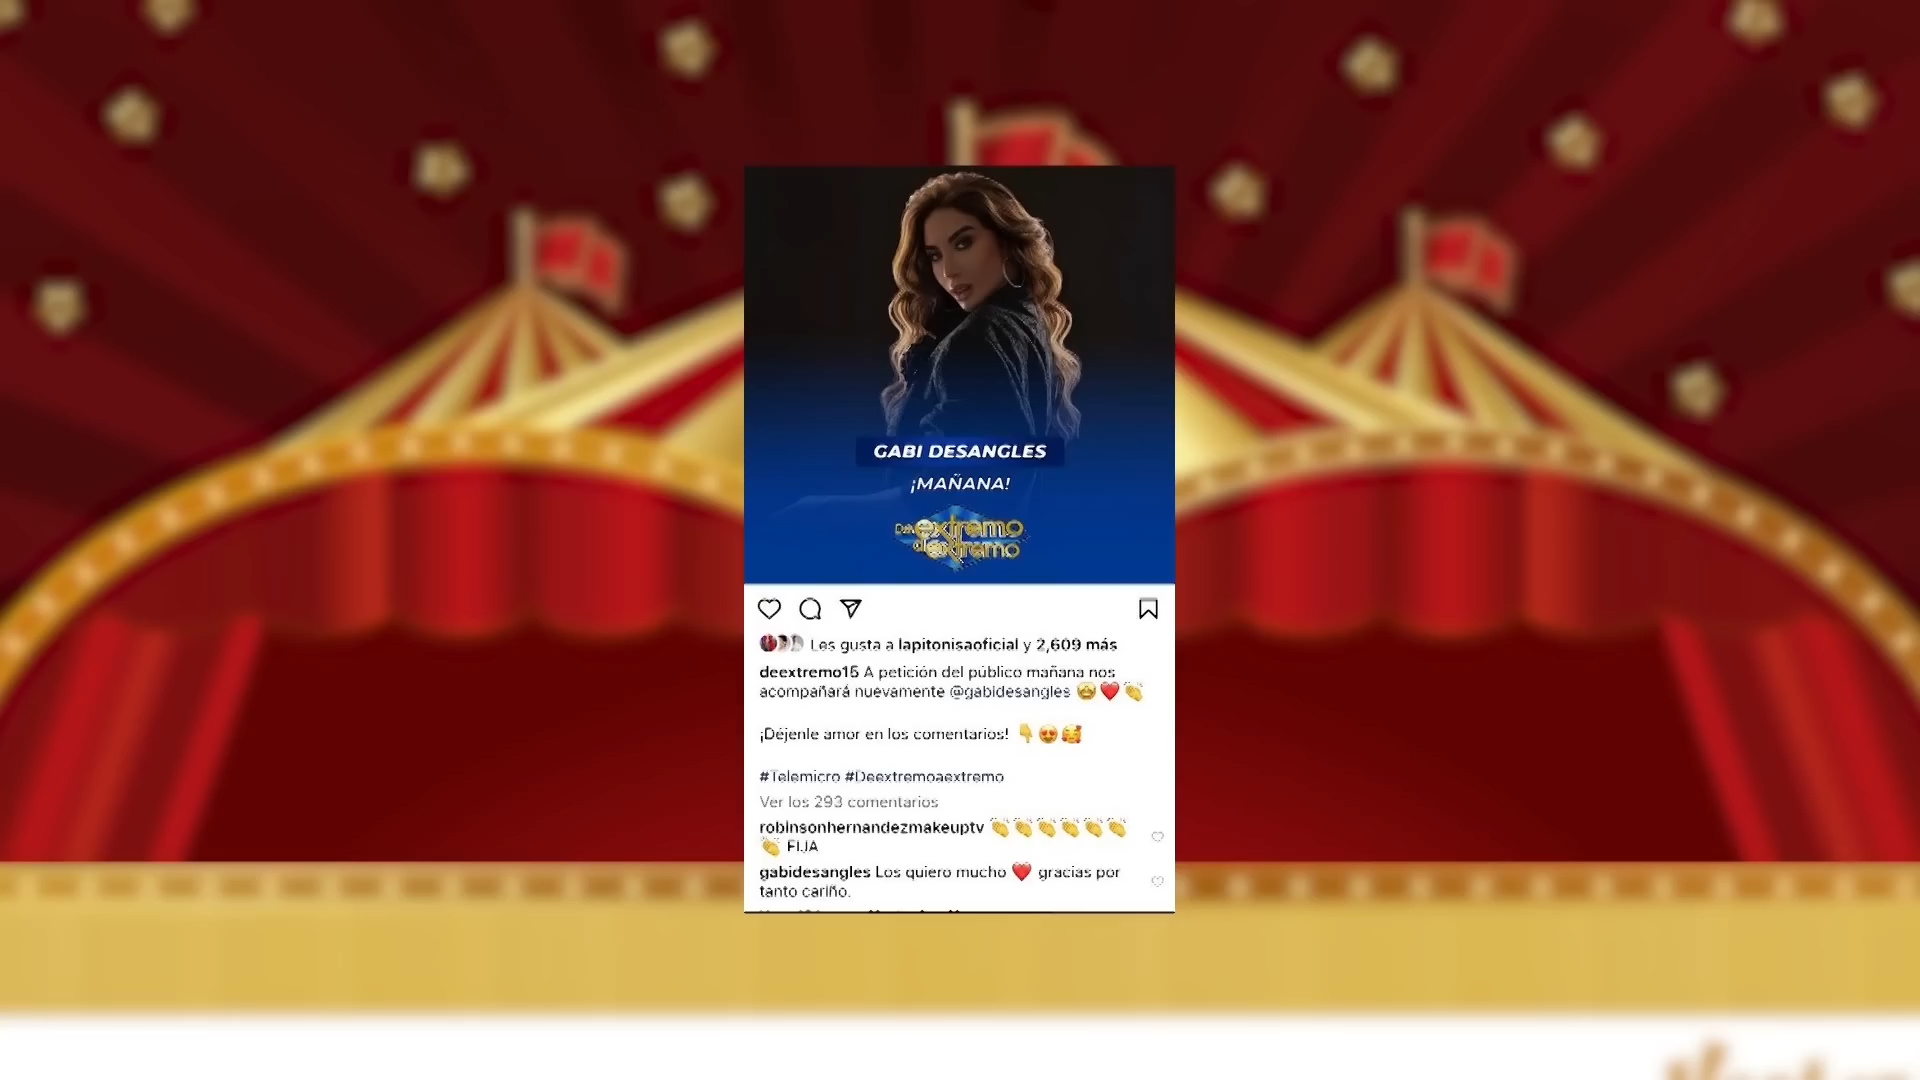 GABI DESANGLES
¡MAÑANA!
De extremo
a extremo
Les gusta a lapitonisaoficial y 2,609 más
deextremo15 A petición del público mañana nos
acompañará nuevamente @gabidesangles 🤩❤️👏
¡Déjenle amor en los comentarios! 👇😍🥰
#Telemicro #Deextremoaextremo
Ver los 293 comentarios
robinsonhernandezmakeuptv 👏👏👏👏👏👏
👏 FIJA
gabidesangles Los quiero mucho ❤️ gracias por
tanto cariño.